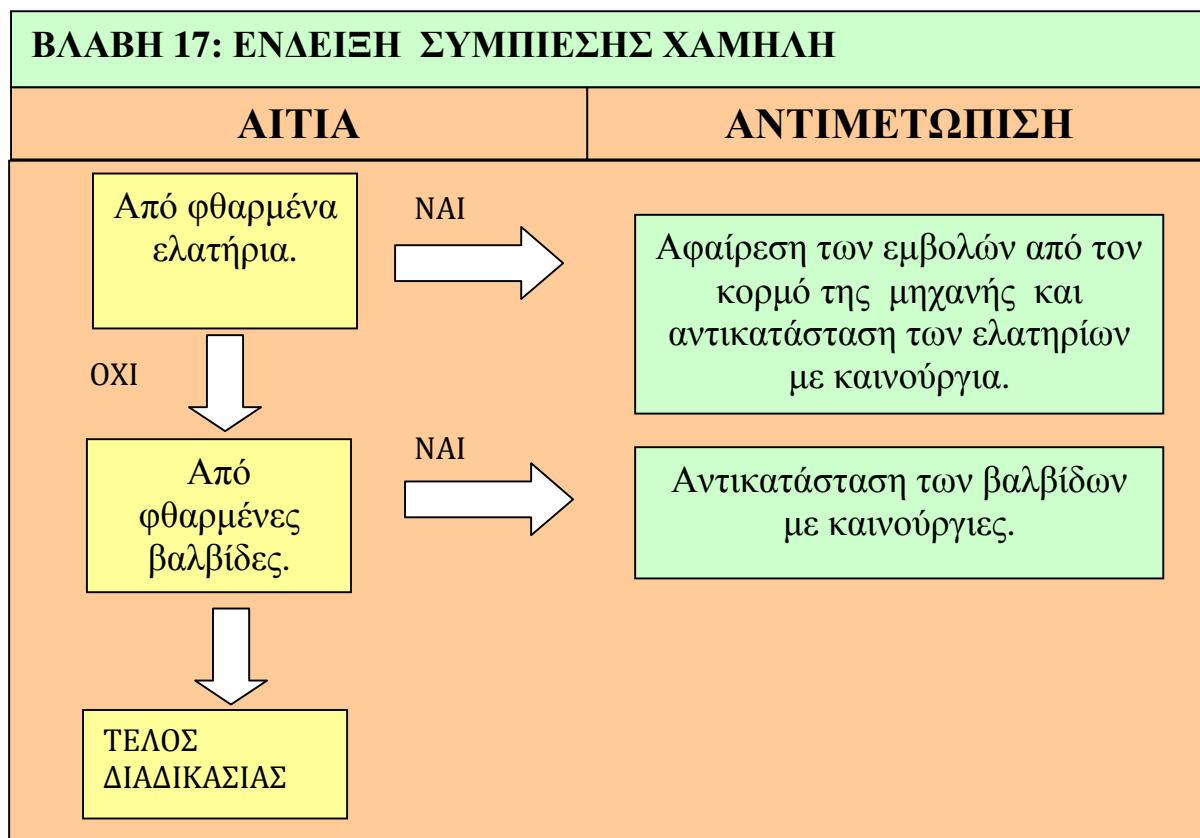 ΒΛΑΒΗ 17: ΕΝΔΕΙΞΗ ΣΥΜΠΙΕΣΗΣ ΧΑΜΗΛΗ
ΑΙΤΙΑ
ΑΝΤΙΜΕΤΩΠΙΣΗ
Από φθαρμένα
ελατήρια.
ΝΑΙ
Αφαίρεση των εμβολών από τον
κορμό της μηχανής και
αντικατάσταση των ελατηρίων
με καινούργια.
ΟΧΙ
Από
φθαρμένες
βαλβίδες.
ΝΑΙ
Αντικατάσταση των βαλβίδων
με καινούργιες.
ΤΕΛΟΣ
ΔΙΑΔΙΚΑΣΙΑΣ